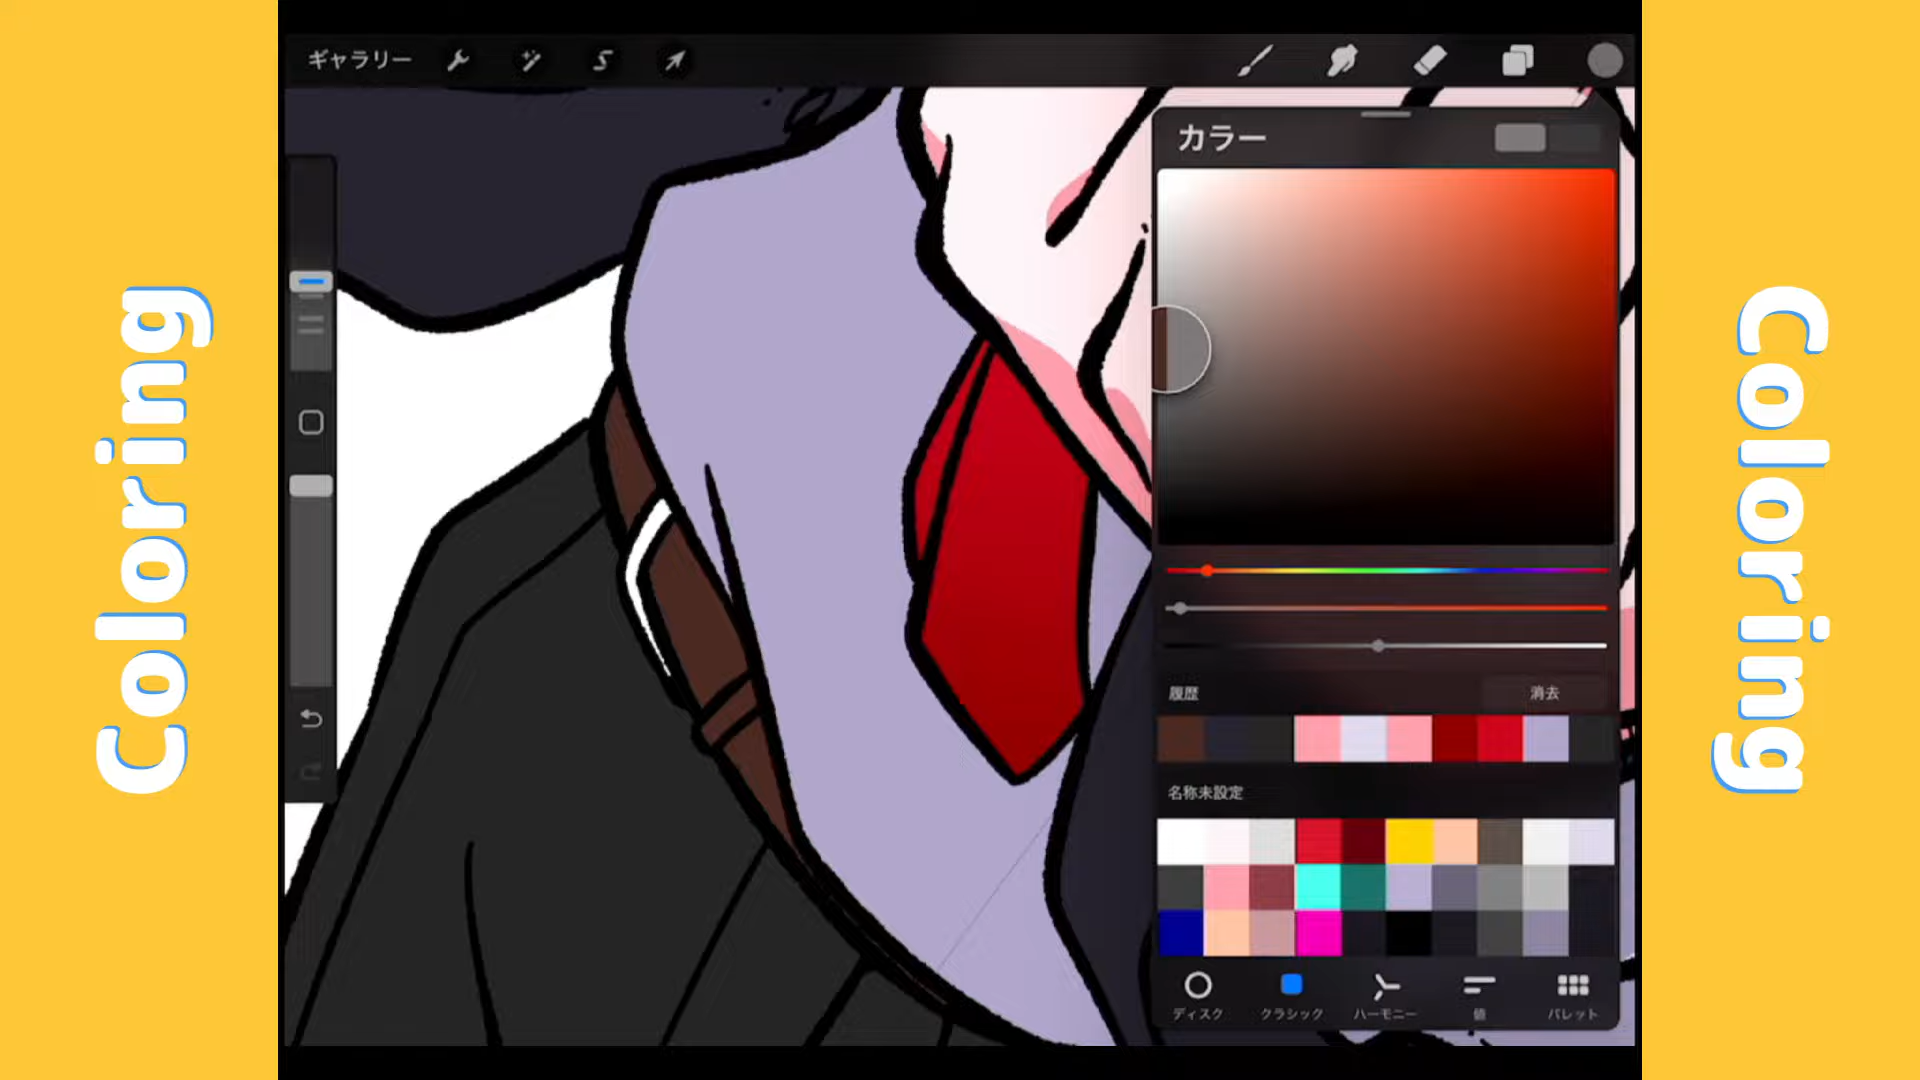 Coloring
ギャラリー
カラー
履歴
消去
名称未設定
ディスク
クラシック
ハーモニー
値
パレット
Coloring